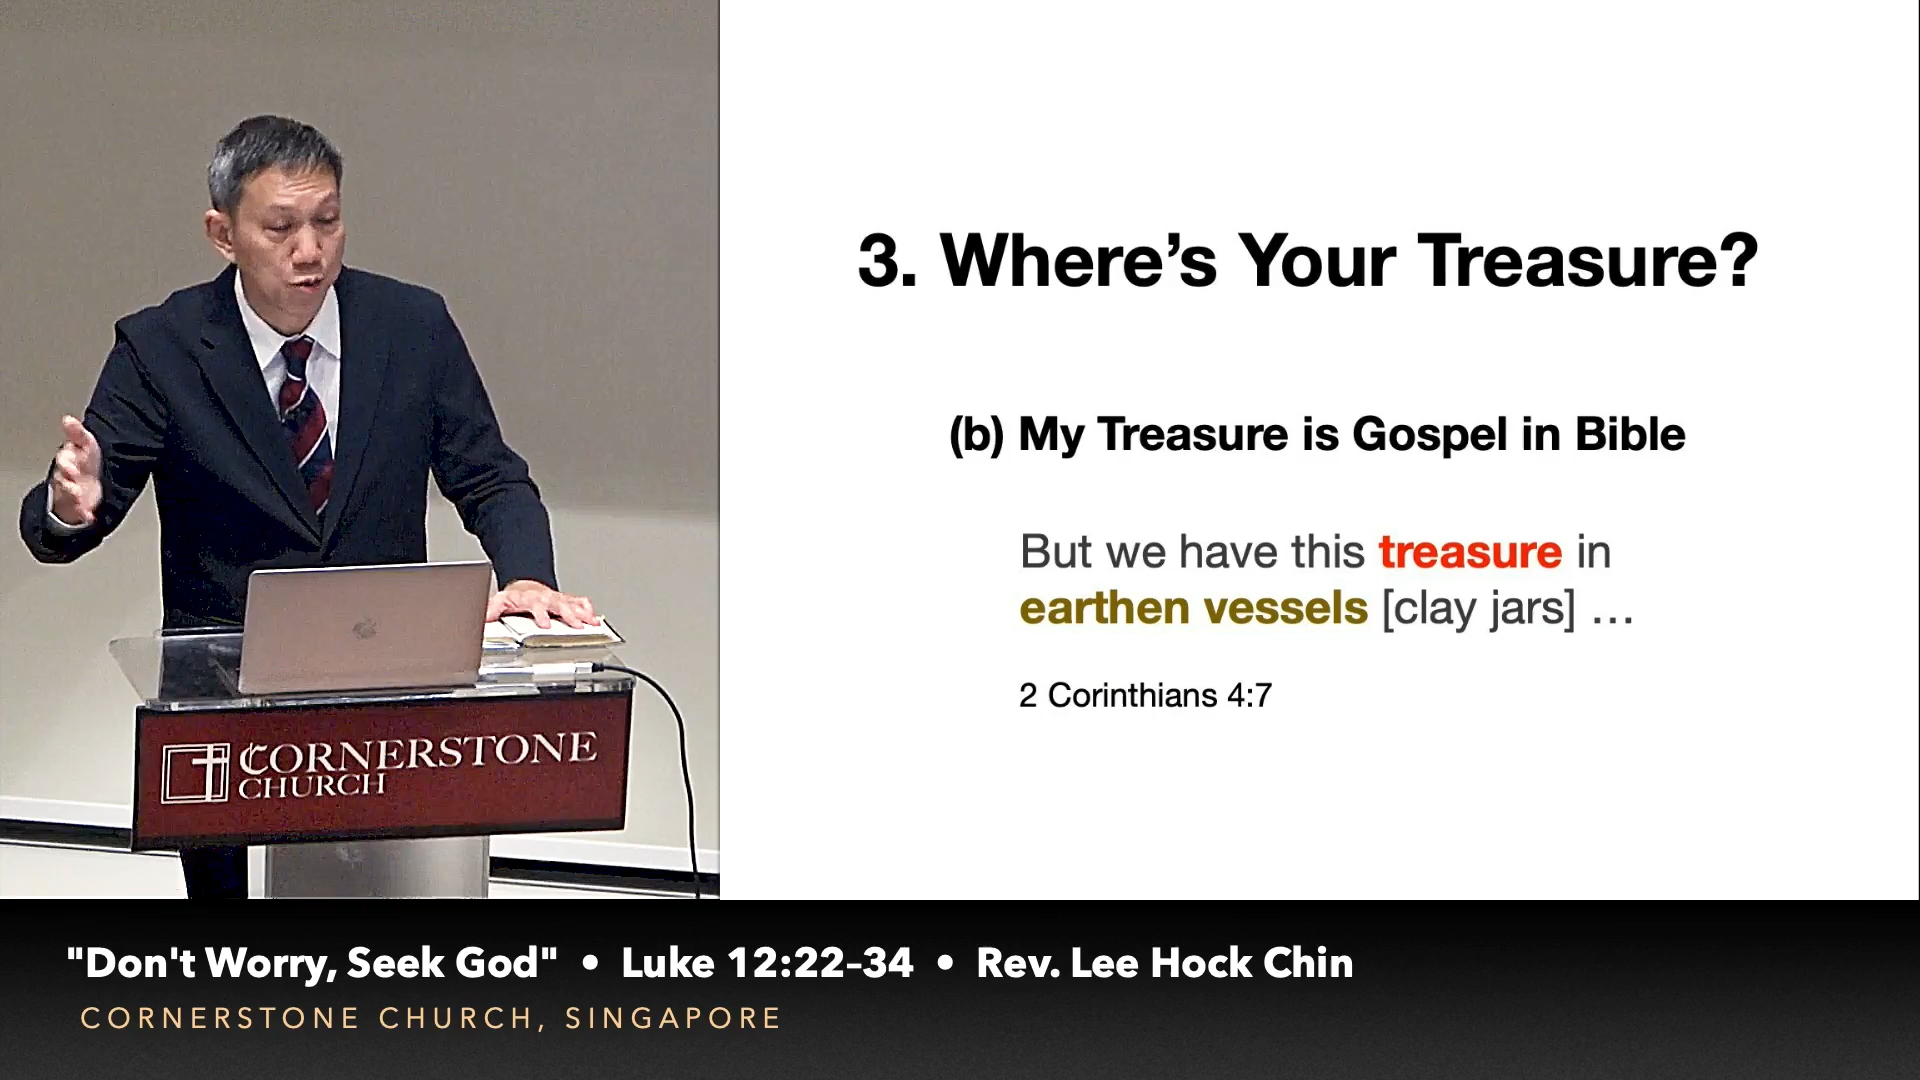 3. Where's Your Treasure?
(b) My Treasure is Gospel in Bible
But we have this treasure in
earthen vessels [clay jars] …
2 Corinthians 4:7
CORNERSTONE
CHURCH
"Don't Worry, Seek God" • Luke 12:22–34 • Rev. Lee Hock Chin
CORNERSTONE CHURCH, SINGAPORE